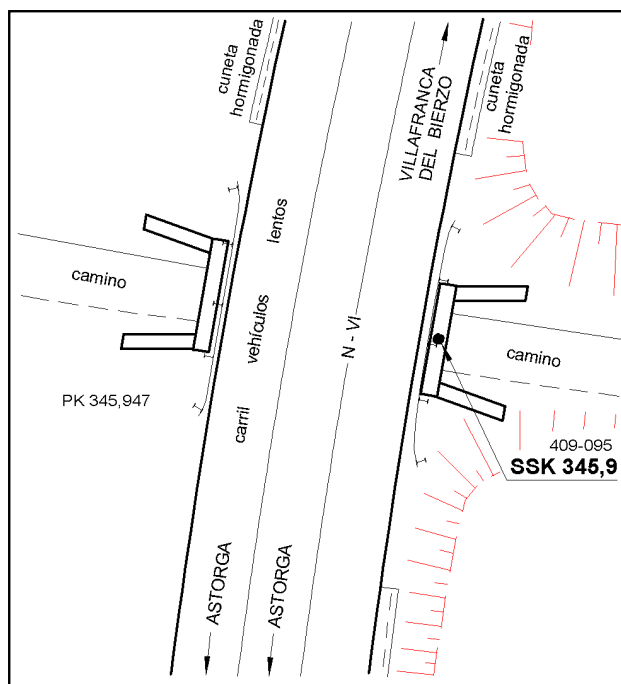 cuneta
hormigonada
VILLAFRANCA
DEL BIERZO
cuneta
hormigonada
lentos
vehículos
carril
camino
N - VI
camino
PK 345,947
409-095
SSK 345,9
ASTORGA
ASTORGA